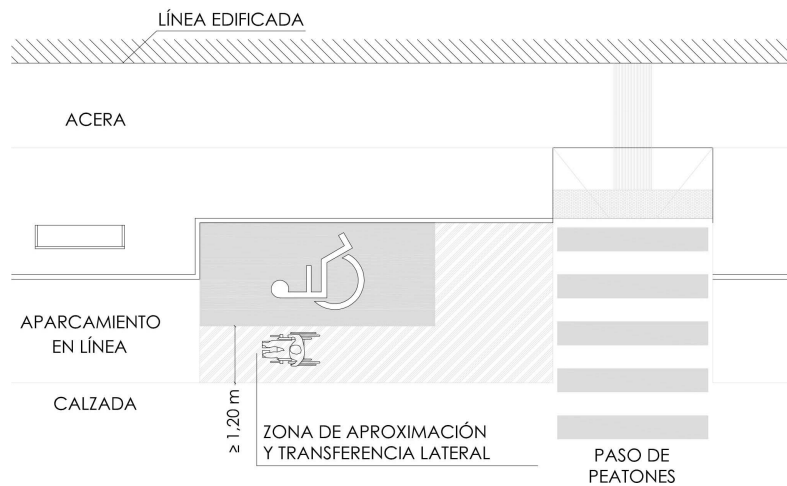 LÍNEA EDIFICADA
ACERA
APARCAMIENTO
EN LÍNEA
CALZADA
≥ 1,20 m
ZONA DE APROXIMACIÓN
Y TRANSFERENCIA LATERAL
PASO DE
PEATONES